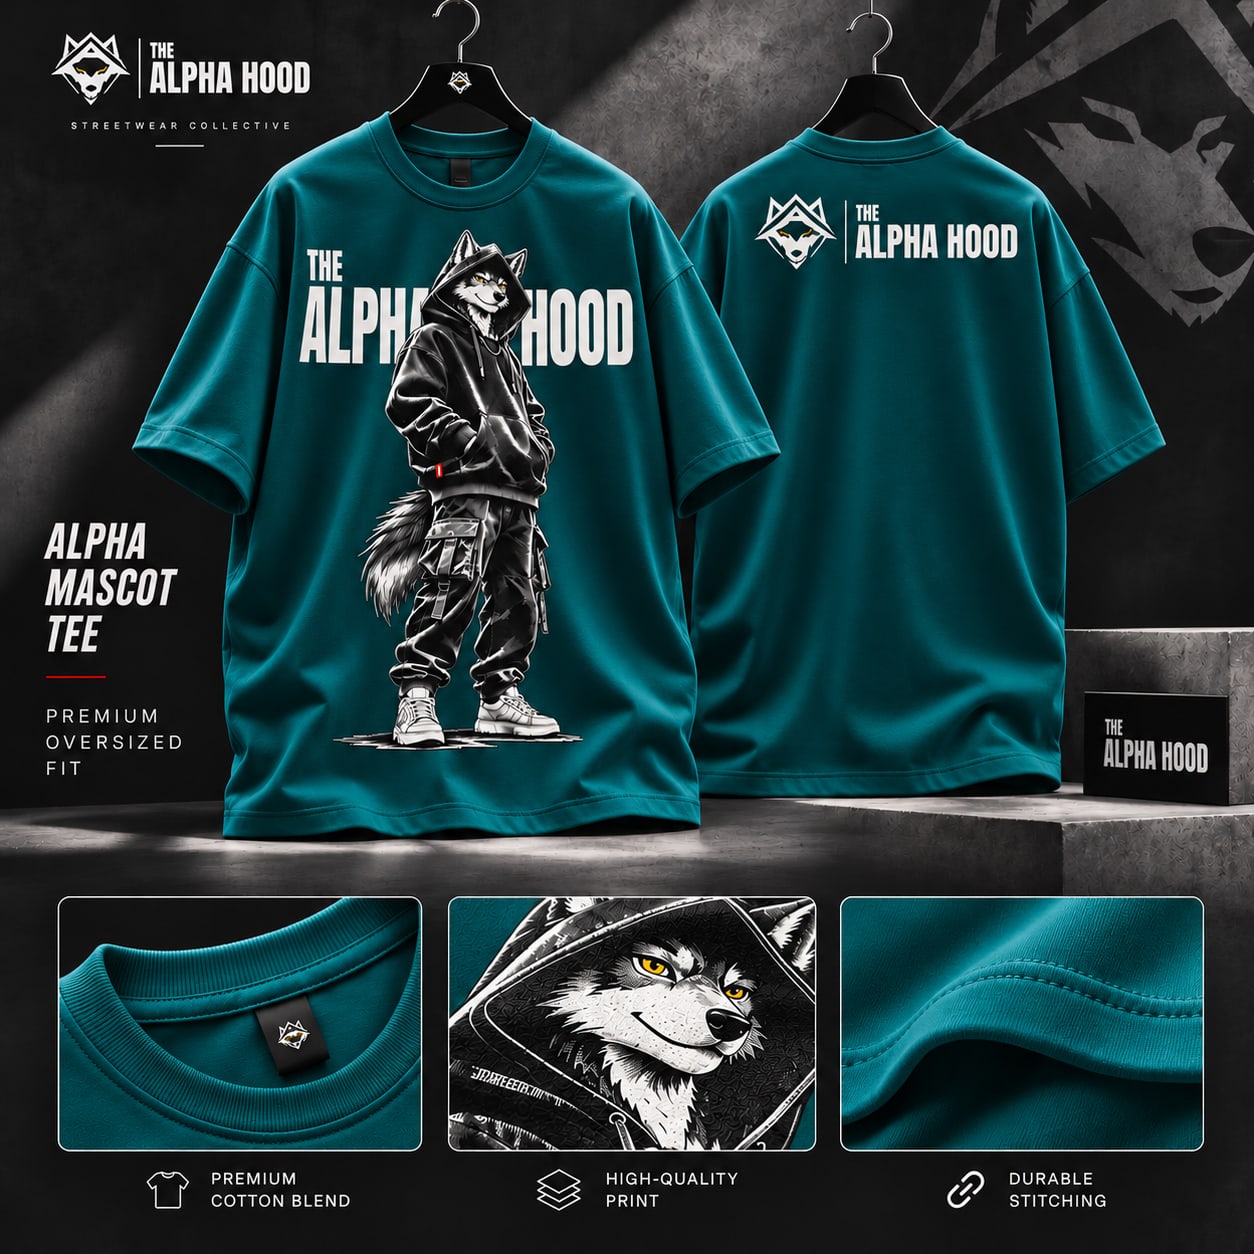 THE
ALPHA HOOD
STREETWEAR COLLECTIVE
THE
ALPHA HOOD
THE
ALPHA HOOD
ALPHA
MASCOT
TEE
PREMIUM
OVERSIZED
FIT
THE
ALPHA HOOD
PREMIUM
COTTON BLEND
HIGH-QUALITY
PRINT
DURABLE
STITCHING